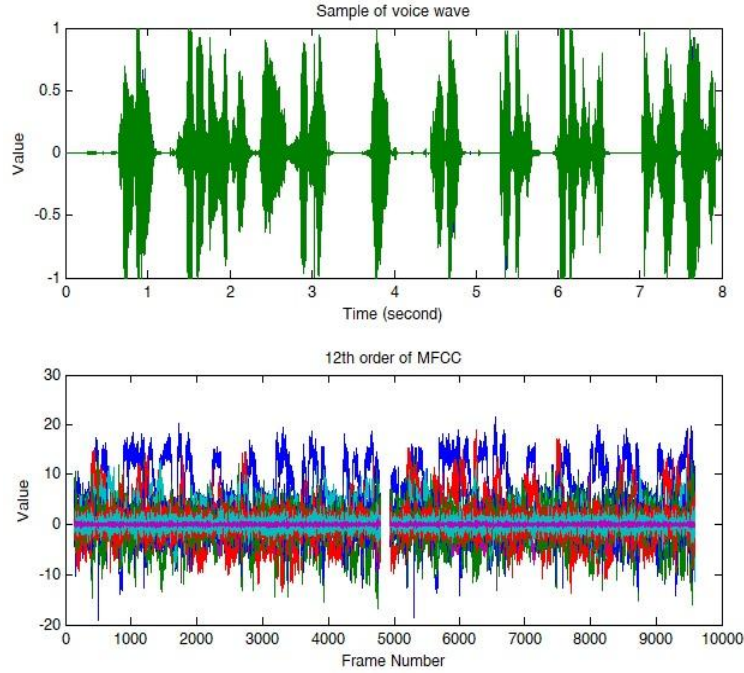 Sample of voice wave
1
0.5
0
-0.5
-1
Value
0 1 2 3 4 5 6 7 8
Time (second)
12th order of MFCC
30
20
10
0
-10
-20
Value
0 1000 2000 3000 4000 5000 6000 7000 8000 9000 10000
Frame Number